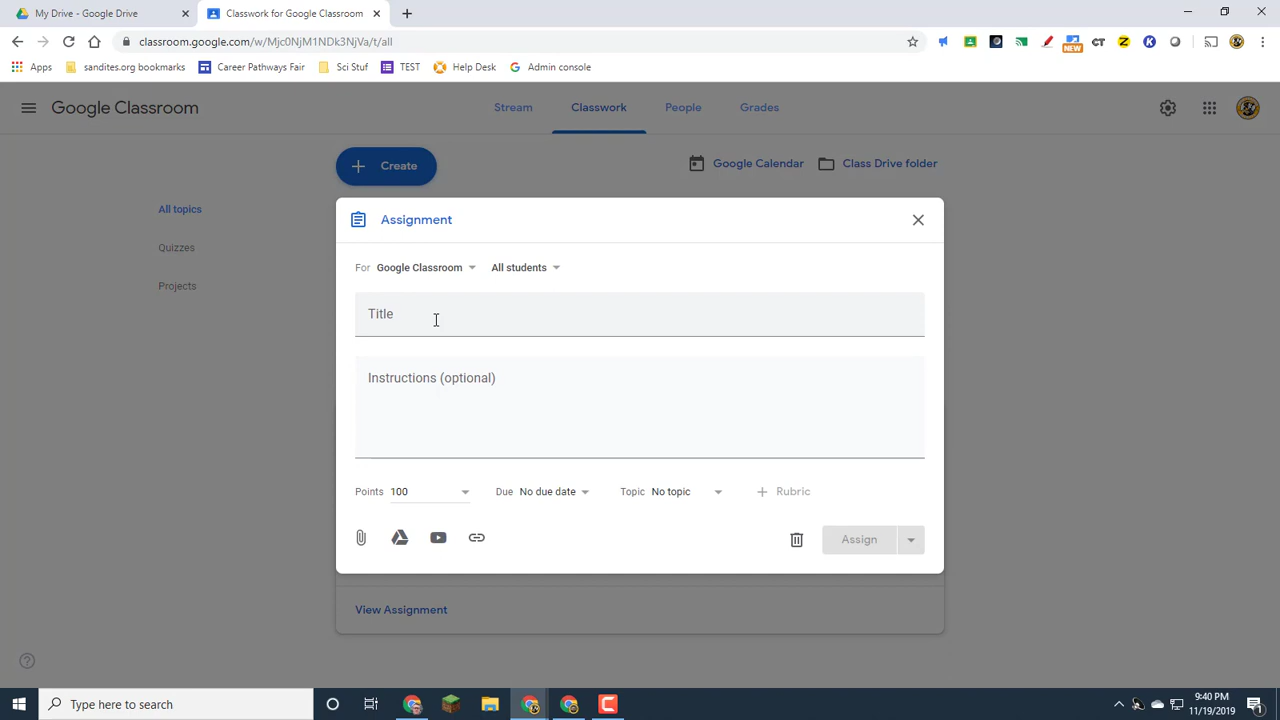 My Drive - Google Drive
Classwork for Google Classroom
classroom.google.com/w/Mjc0NjM1NDk3NjVa/t/all
NEW
Apps
sandites.org bookmarks
Career Pathways Fair
Sci Stuf
TEST
Help Desk
Admin console
Google Classroom
Stream
Classwork
People
Grades
Create
Google Calendar
Class Drive folder
All topics
Quizzes
Projects
Assignment
For Google Classroom All students
Title
Instructions (optional)
Points 100 Due No due date Topic No topic + Rubric
Assign
View Assignment
Type here to search
9:40 PM
11/19/2019